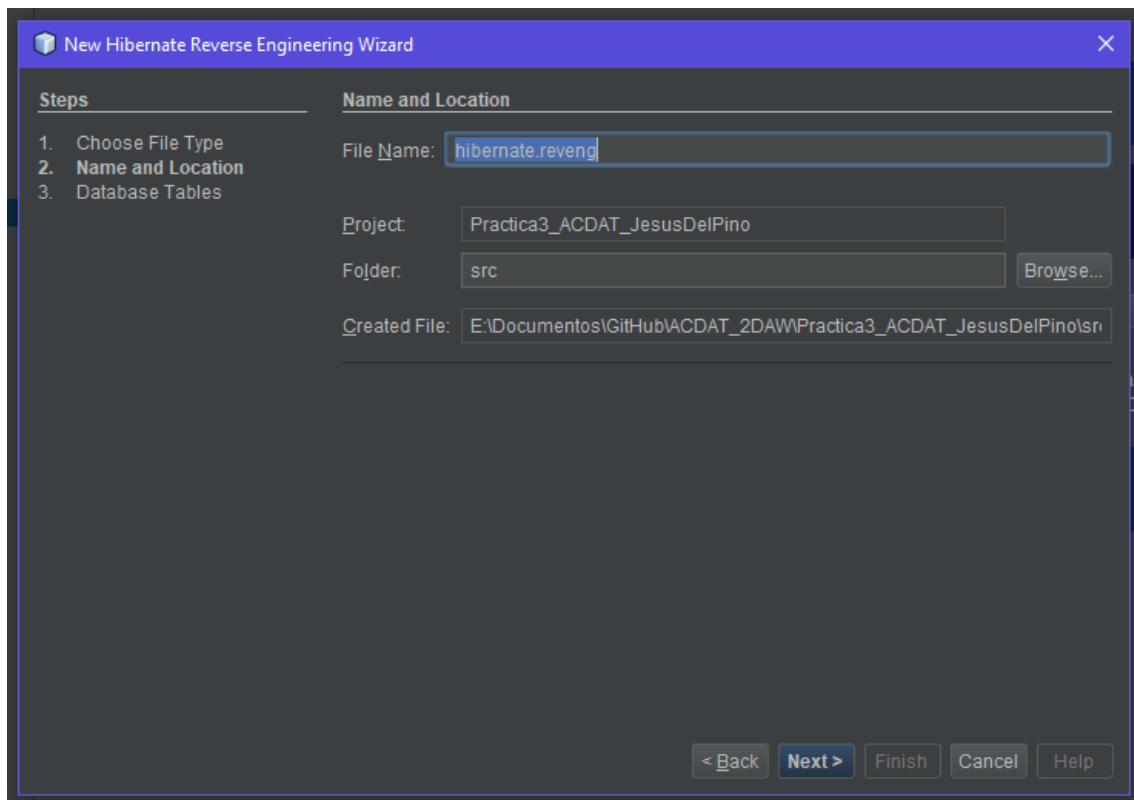 New Hibernate Reverse Engineering Wizard
Steps
1. Choose File Type
2. Name and Location
3. Database Tables
Name and Location
File Name: hibernate.reveng
Project: Practica3_ACDAT_JesusDelPino
Folder: src Browse...
Created File: E:\Documentos\GitHub\ACDAT_2DAW\Practica3_ACDAT_JesusDelPino\sr
< Back Next > Finish Cancel Help